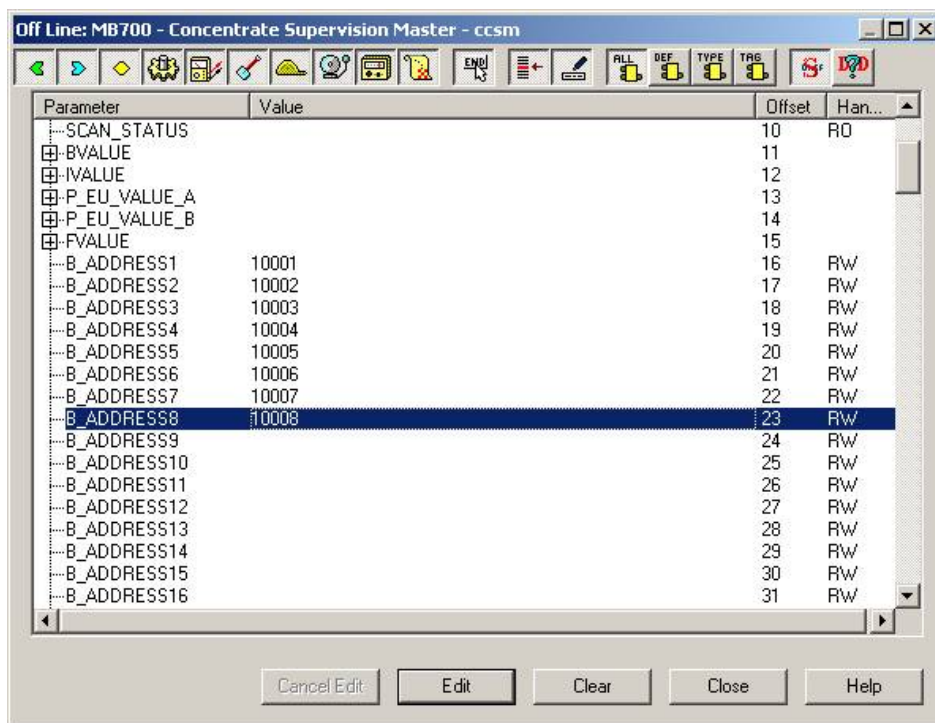 Off Line: MB700 - Concentrate Supervision Master - ccsm
END ALL DEF TYPE TAG DD
Parameter Value Offset Han...
SCAN_STATUS 10 RO
BVALUE 11
IVALUE 12
P_EU_VALUE_A 13
P_EU_VALUE_B 14
FVALUE 15
B_ADDRESS1 10001 16 RW
B_ADDRESS2 10002 17 RW
B_ADDRESS3 10003 18 RW
B_ADDRESS4 10004 19 RW
B_ADDRESS5 10005 20 RW
B_ADDRESS6 10006 21 RW
B_ADDRESS7 10007 22 RW
B_ADDRESS8 10008 23 RW
B_ADDRESS9 24 RW
B_ADDRESS10 25 RW
B_ADDRESS11 26 RW
B_ADDRESS12 27 RW
B_ADDRESS13 28 RW
B_ADDRESS14 29 RW
B_ADDRESS15 30 RW
B_ADDRESS16 31 RW
Cancel Edit Edit Clear Close Help